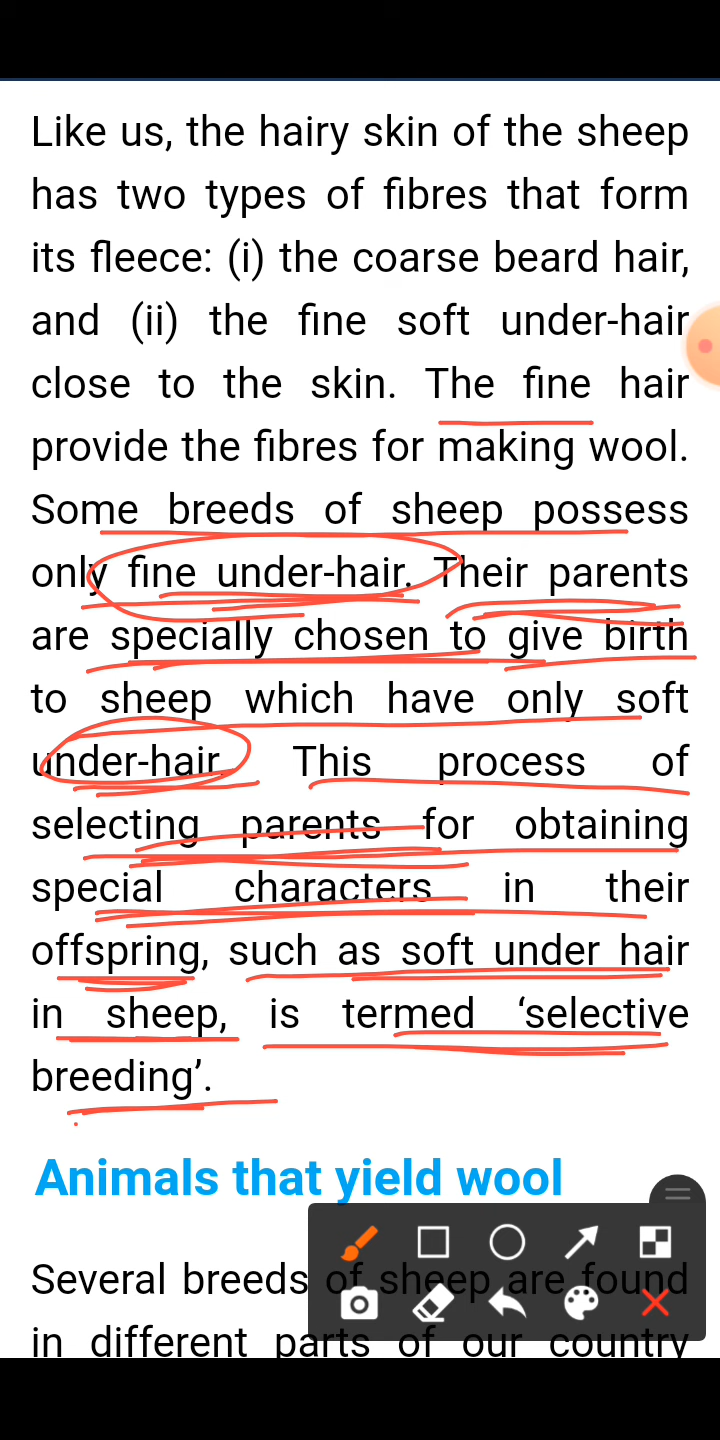 Like us, the hairy skin of the sheep
has two types of fibres that form
its fleece: (i) the coarse beard hair,
and (ii) the fine soft under-hair
close to the skin. The fine hair
provide the fibres for making wool.
Some breeds of sheep possess
only fine under-hair. Their parents
are specially chosen to give birth
to sheep which have only soft
under-hair. This process of
selecting parents for obtaining
special characters in their
offspring, such as soft under hair
in sheep, is termed ‘selective
breeding’.
Animals that yield wool
Several breeds of sheep are found
in different parts of our country